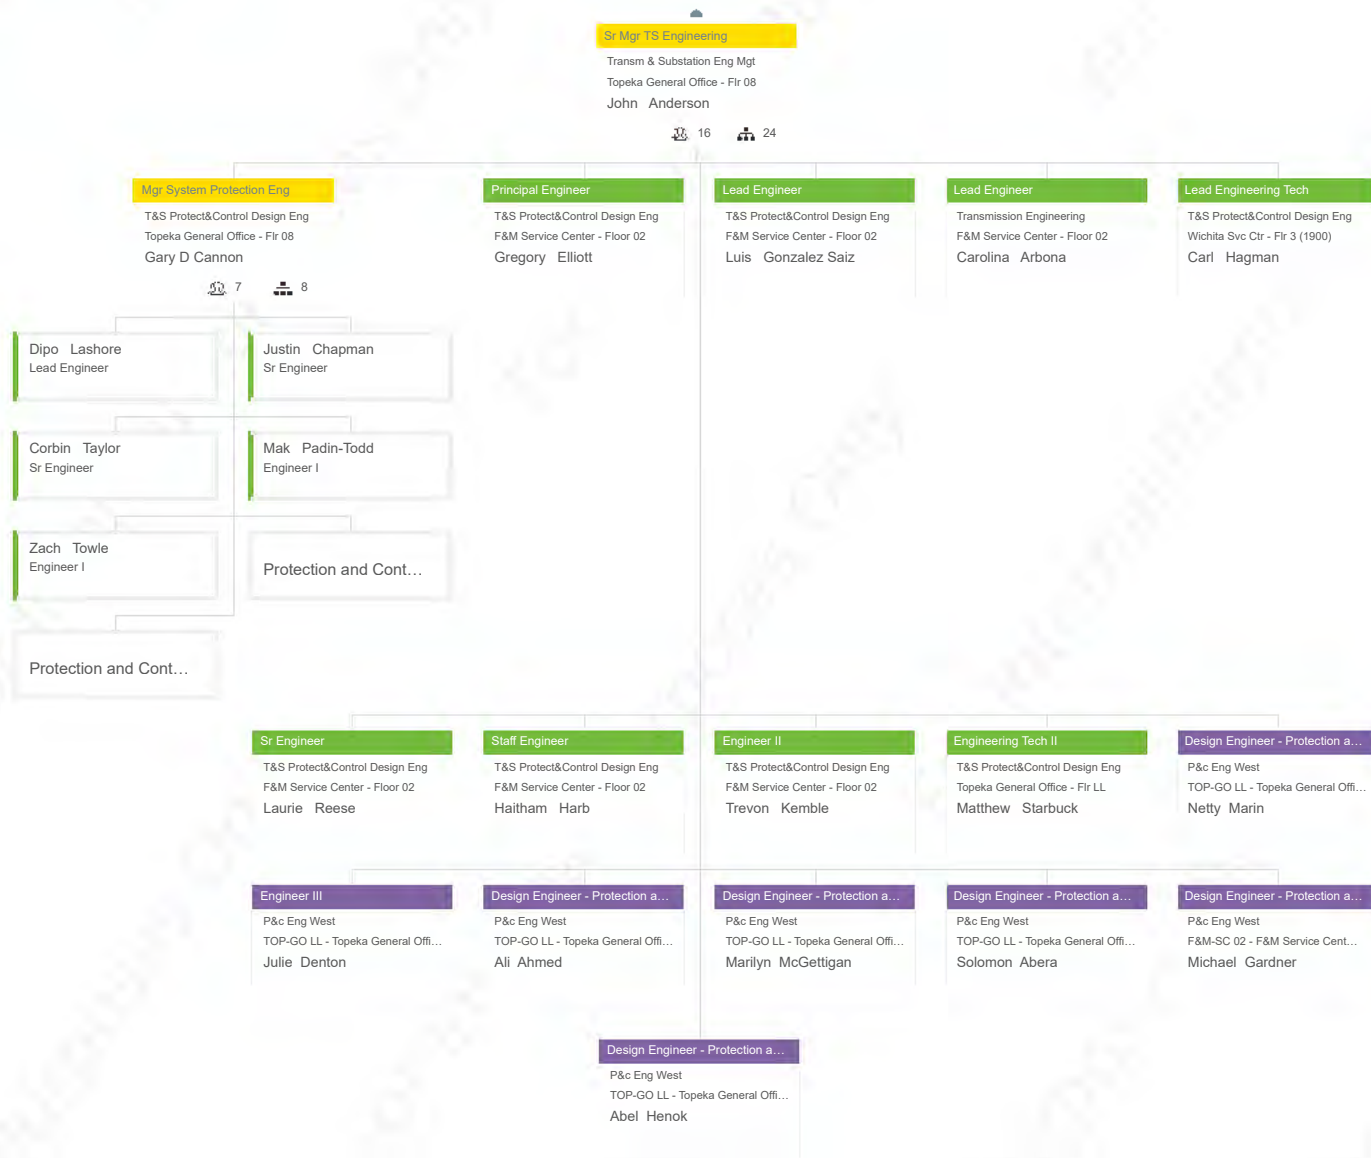 Sr Mgr TS Engineering
Transm & Substation Eng Mgt
Topeka General Office - Flr 08
John Anderson
16 24
Mgr System Protection Eng
T&S Protect&Control Design Eng
Topeka General Office - Flr 08
Gary D Cannon
7 8
Principal Engineer
T&S Protect&Control Design Eng
F&M Service Center - Floor 02
Gregory Elliott
Lead Engineer
T&S Protect&Control Design Eng
F&M Service Center - Floor 02
Luis Gonzalez Saiz
Lead Engineer
Transmission Engineering
F&M Service Center - Floor 02
Carolina Arbona
Lead Engineering Tech
T&S Protect&Control Design Eng
Wichita Svc Ctr - Flr 3 (1900)
Carl Hagman
Dipo Lashore
Lead Engineer
Justin Chapman
Sr Engineer
Corbin Taylor
Sr Engineer
Mak Padin-Todd
Engineer I
Zach Towle
Engineer I
Protection and Cont...
Protection and Cont...
Sr Engineer
T&S Protect&Control Design Eng
F&M Service Center - Floor 02
Laurie Reese
Staff Engineer
T&S Protect&Control Design Eng
F&M Service Center - Floor 02
Haitham Harb
Engineer II
T&S Protect&Control Design Eng
F&M Service Center - Floor 02
Trevon Kemble
Engineering Tech II
T&S Protect&Control Design Eng
Topeka General Office - Flr LL
Matthew Starbuck
Design Engineer - Protection a...
P&c Eng West
TOP-GO LL - Topeka General Offi...
Netty Marin
Engineer III
P&c Eng West
TOP-GO LL - Topeka General Offi...
Julie Denton
Design Engineer - Protection a...
P&c Eng West
TOP-GO LL - Topeka General Offi...
Ali Ahmed
Design Engineer - Protection a...
P&c Eng West
TOP-GO LL - Topeka General Offi...
Marilyn McGettigan
Design Engineer - Protection a...
P&c Eng West
TOP-GO LL - Topeka General Offi...
Solomon Abera
Design Engineer - Protection a...
P&c Eng West
F&M-SC 02 - F&M Service Cent...
Michael Gardner
Design Engineer - Protection a...
P&c Eng West
TOP-GO LL - Topeka General Offi...
Abel Henok